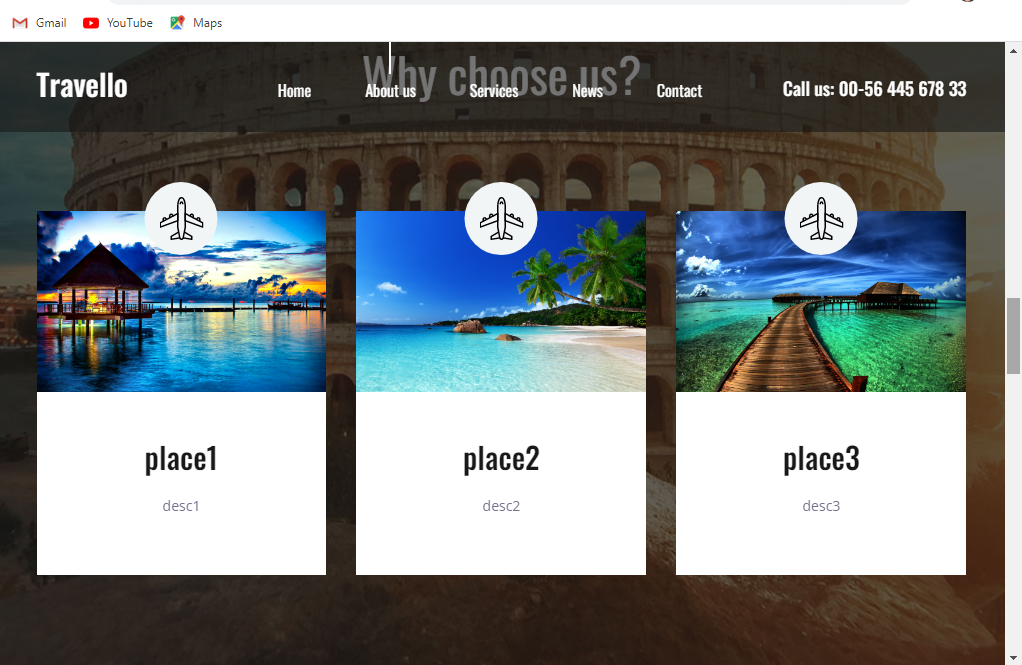 Gmail YouTube Maps
Why choose us?
Travello Home About us Services News Contact Call us: 00-56 445 678 33
place1 place2 place3
desc1 desc2 desc3